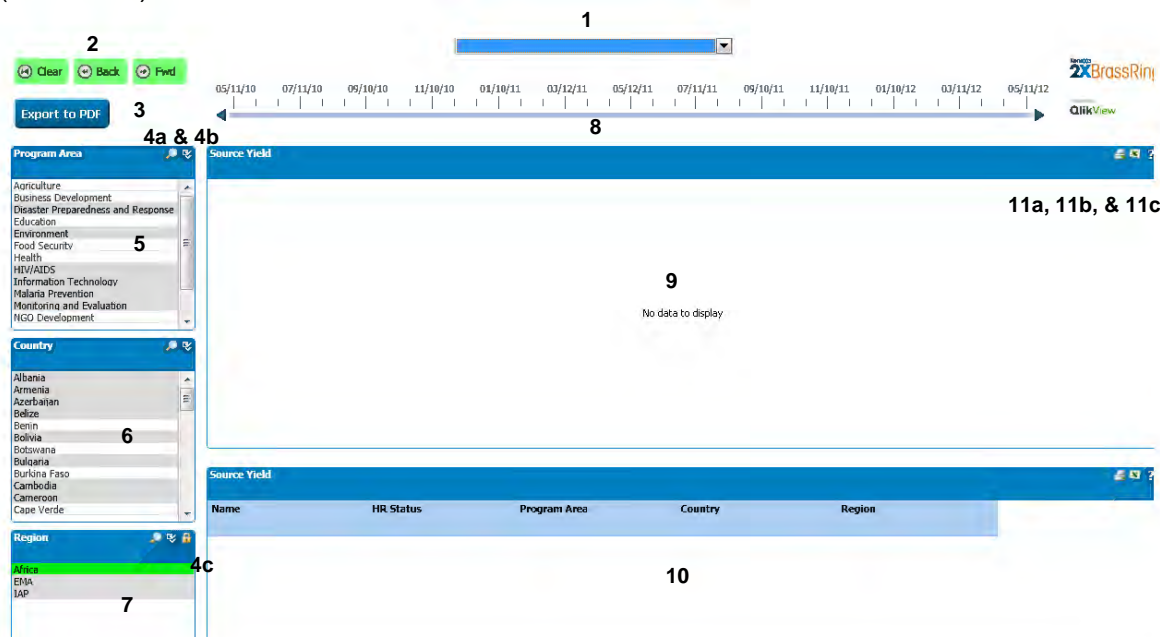 1
2
Clear Back Fwd
2XBrassRing
05/11/10 07/11/10 09/10/10 11/10/10 01/10/11 03/12/11 05/12/11 07/11/11 09/10/11 11/10/11 01/10/12 03/11/12 05/11/12
Export to PDF 3
QlikView
8
4a & 4b
Program Area
Source Yield
Agriculture
Business Development
Disaster Preparedness and Response
Education
Environment
Food Security
Health
HIV/AIDS
Information Technology
Malaria Prevention
Monitoring and Evaluation
NGO Development
5
11a, 11b, & 11c
9
No data to display
Country
Albania
Armenia
Azerbaijan
Belize
Benin
Bolivia
Botswana
Bulgaria
Burkina Faso
Cambodia
Cameroon
Cape Verde
6
Source Yield
Name HR Status Program Area Country Region
Region
4c
Africa
EMA
IAP
7
10